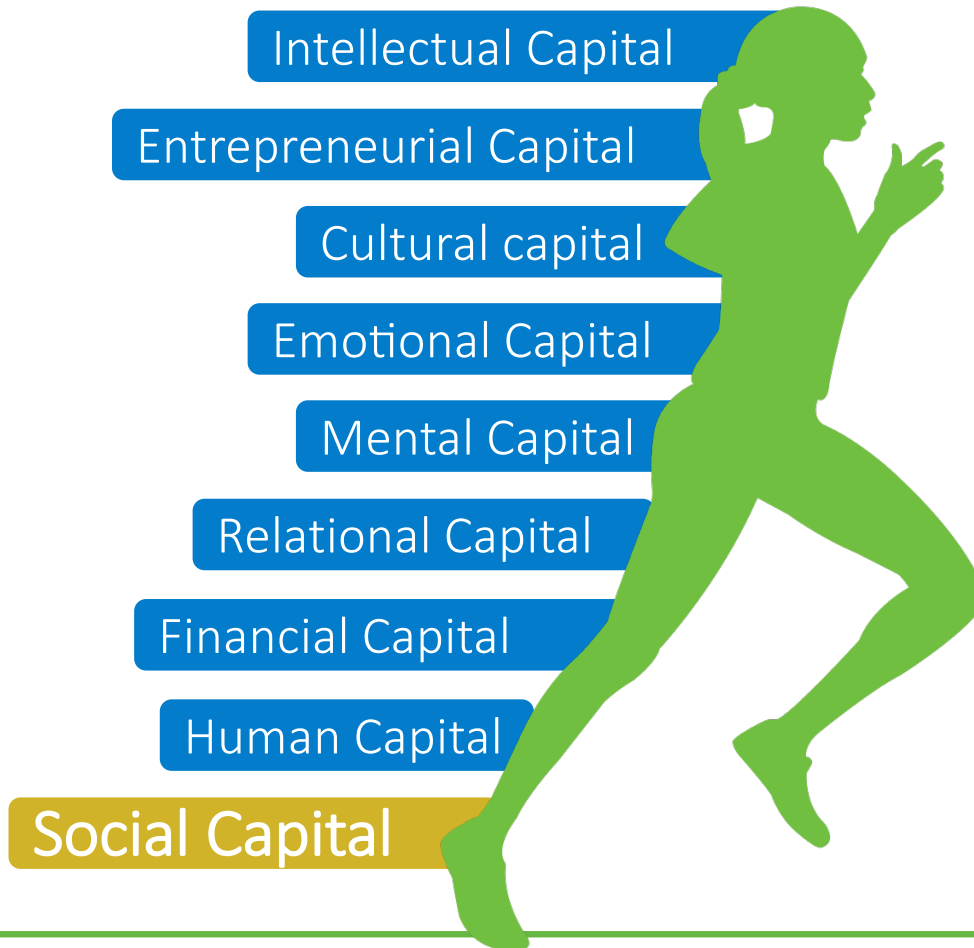 Intellectual Capital
Entrepreneurial Capital
Cultural capital
Emotional Capital
Mental Capital
Relational Capital
Financial Capital
Human Capital
Social Capital